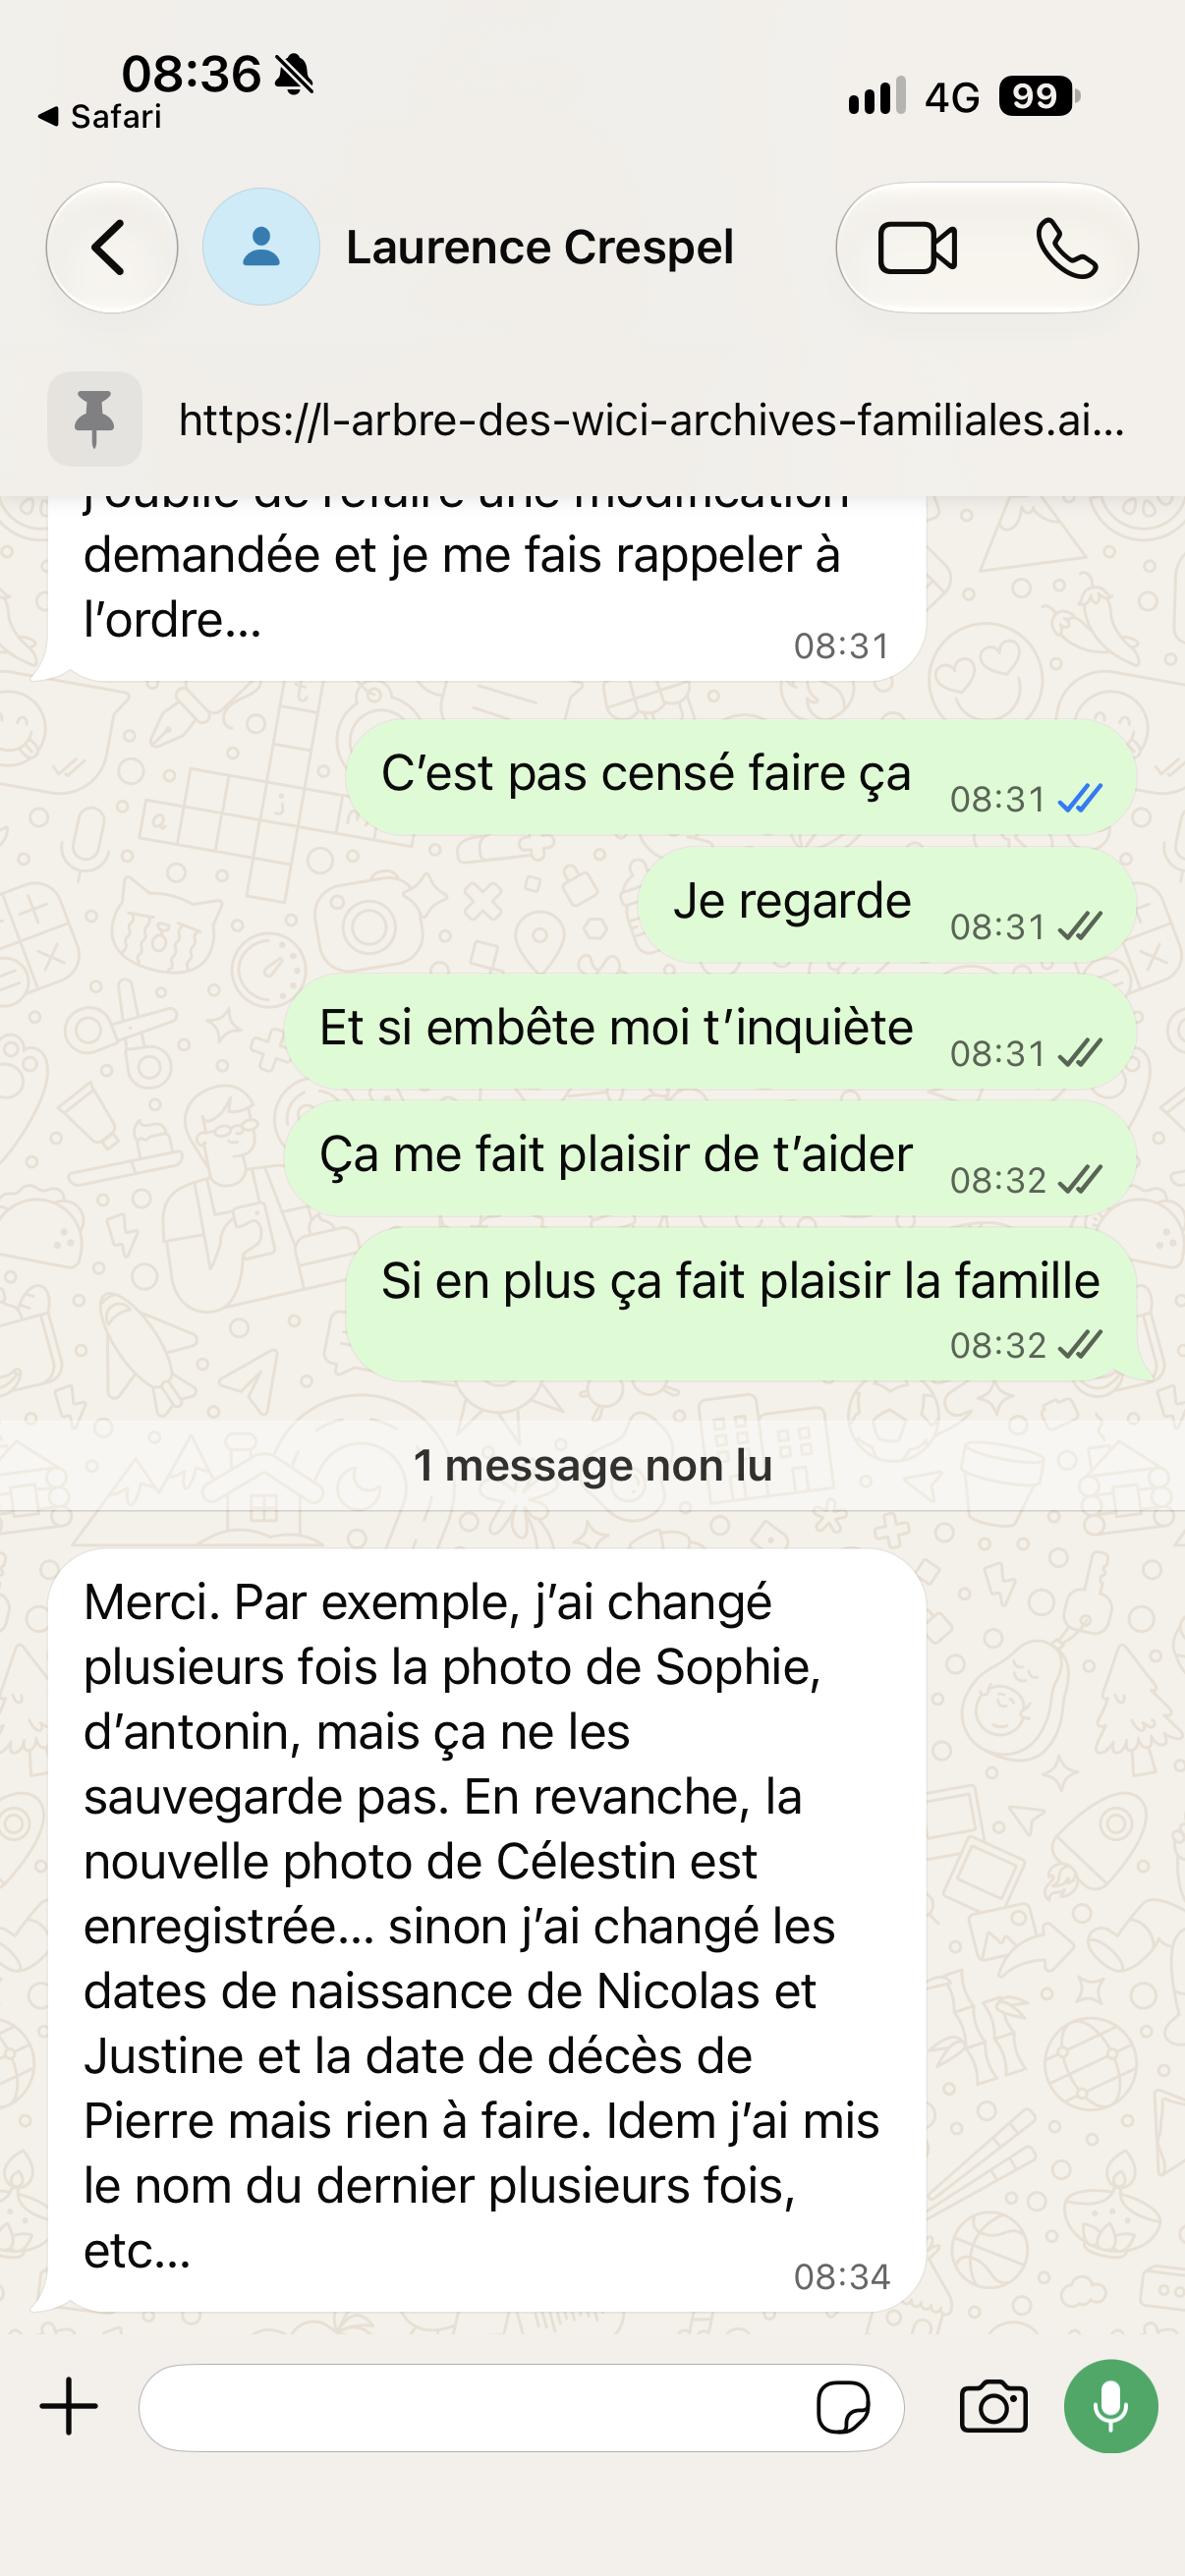 08:36
Safari
4G
99
Laurence Crespel
https://l-arbre-des-wici-archives-familiales.ai...
j'oublie de refaire une modification
demandée et je me fais rappeler à
l'ordre...
08:31
C'est pas censé faire ça
08:31
Je regarde
08:31
Et si embête moi t'inquiète
08:31
Ça me fait plaisir de t'aider
08:32
Si en plus ça fait plaisir la famille
08:32
1 message non lu
Merci. Par exemple, j'ai changé
plusieurs fois la photo de Sophie,
d'antonin, mais ça ne les
sauvegarde pas. En revanche, la
nouvelle photo de Célestin est
enregistrée... sinon j'ai changé les
dates de naissance de Nicolas et
Justine et la date de décès de
Pierre mais rien à faire. Idem j'ai mis
le nom du dernier plusieurs fois,
etc...
08:34